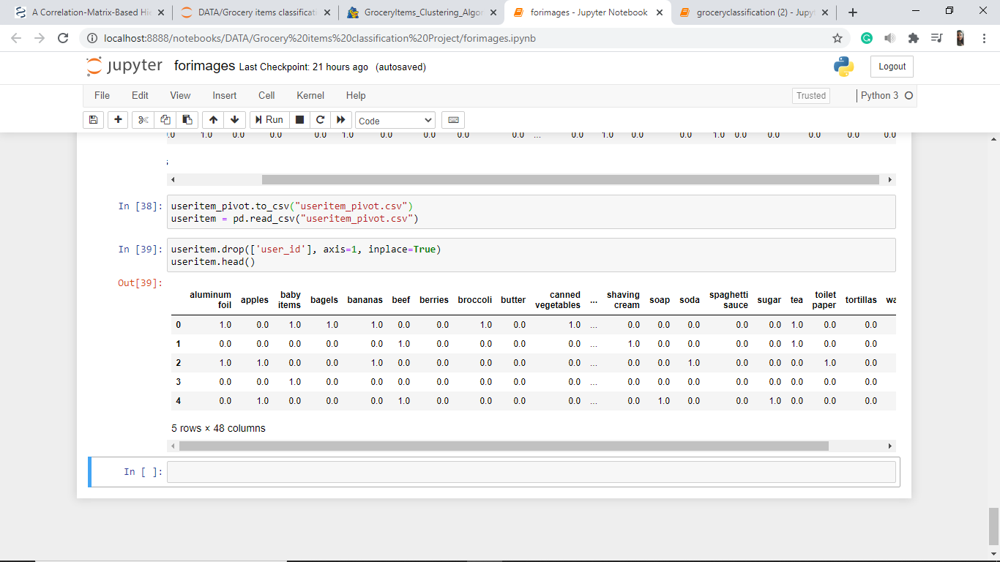 A Correlation-Matrix-Based Hi
DATA/Grocery items classificati
GroceryItems_Clustering_Algor
forimages - Jupyter Notebook
groceryclassification (2) - Jupyt
localhost:8888/notebooks/DATA/Grocery%20items%20classification%20Project/forimages.ipynb
jupyter forimages Last Checkpoint: 21 hours ago (autosaved)
Logout
File Edit View Insert Cell Kernel Help
Trusted Python 3
Run Code
0.0 1.0 0.0 0.0 0.0 1.0 0.0 0.0 0.0 0.0 ... 0.0 1.0 0.0 0.0 1.0 0.0 0.0 0.0 0.0 0.0
In [38]: useritem_pivot.to_csv("useritem_pivot.csv")
useritem = pd.read_csv("useritem_pivot.csv")
In [39]: useritem.drop(['user_id'], axis=1, inplace=True)
useritem.head()
Out[39]:
aluminum foil apples baby items bagels bananas beef berries broccoli butter canned vegetables ... shaving cream soap soda spaghetti sauce sugar tea toilet paper tortillas wa
0 1.0 0.0 1.0 1.0 1.0 0.0 0.0 1.0 0.0 1.0 ... 0.0 0.0 0.0 0.0 0.0 1.0 0.0 0.0
1 0.0 0.0 0.0 0.0 0.0 1.0 0.0 0.0 0.0 0.0 ... 1.0 0.0 0.0 0.0 0.0 1.0 0.0 0.0
2 1.0 1.0 0.0 0.0 1.0 0.0 0.0 0.0 0.0 0.0 ... 0.0 0.0 1.0 0.0 0.0 0.0 1.0 0.0
3 0.0 0.0 1.0 0.0 0.0 0.0 0.0 0.0 0.0 0.0 ... 0.0 0.0 0.0 0.0 0.0 0.0 0.0 0.0
4 0.0 1.0 0.0 0.0 0.0 1.0 0.0 0.0 0.0 0.0 ... 0.0 1.0 0.0 0.0 1.0 0.0 0.0 0.0
5 rows × 48 columns
In [ ]: